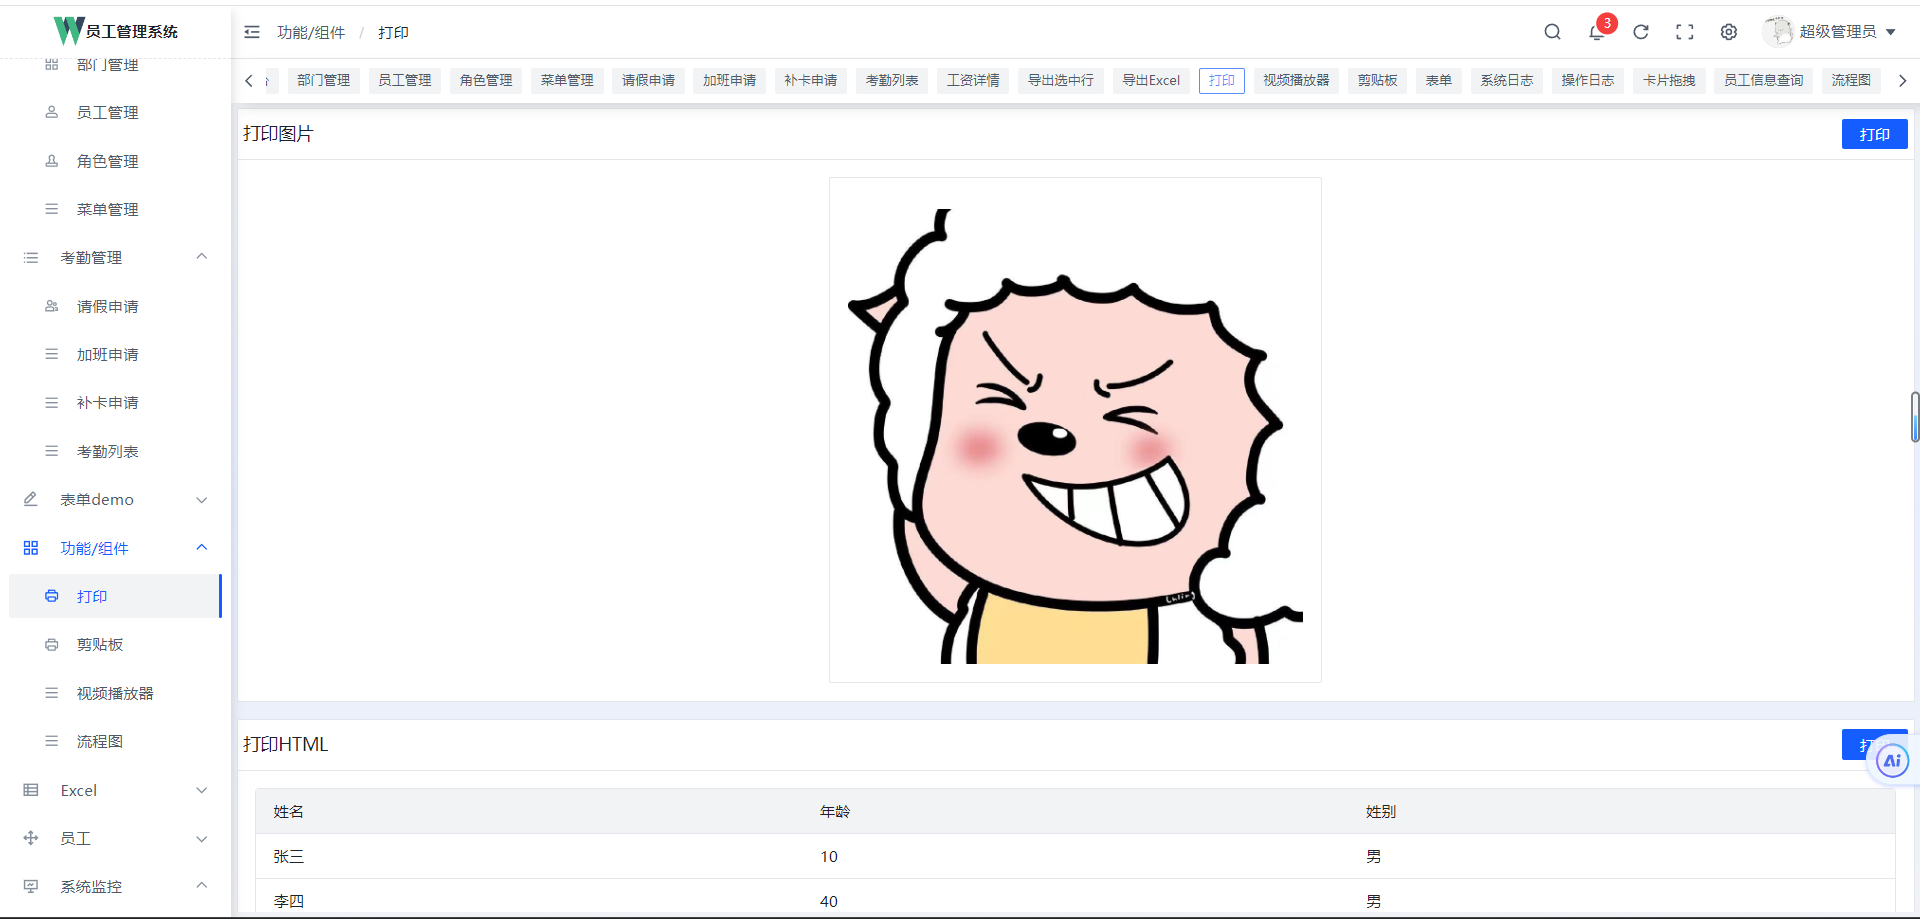 员工管理系统
功能/组件 / 打印
3
超级管理员
部门管理 员工管理 角色管理 菜单管理 请假申请 加班申请 补卡申请 考勤列表 工资详情 导出选中行 导出Excel 打印 视频播放器 剪贴板 表单 系统日志 操作日志 卡片拖拽 员工信息查询 流程图
部门管理
员工管理
角色管理
菜单管理
考勤管理
请假申请
加班申请
补卡申请
考勤列表
表单demo
功能/组件
打印
剪贴板
视频播放器
流程图
Excel
员工
系统监控
打印图片
打印
打印HTML
Ai
姓名 年龄 姓别
张三 10 男
李四 40 男